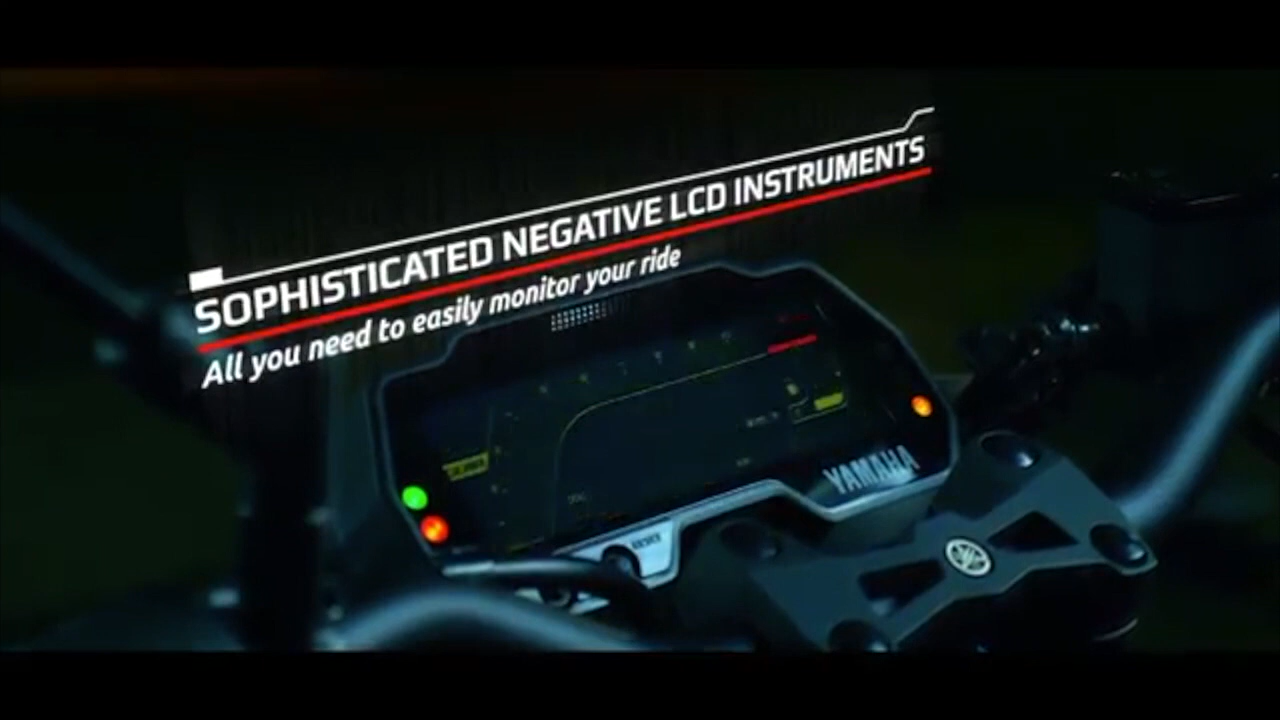 SOPHISTICATED NEGATIVE LCD INSTRUMENTS
All you need to easily monitor your ride
YAMAHA